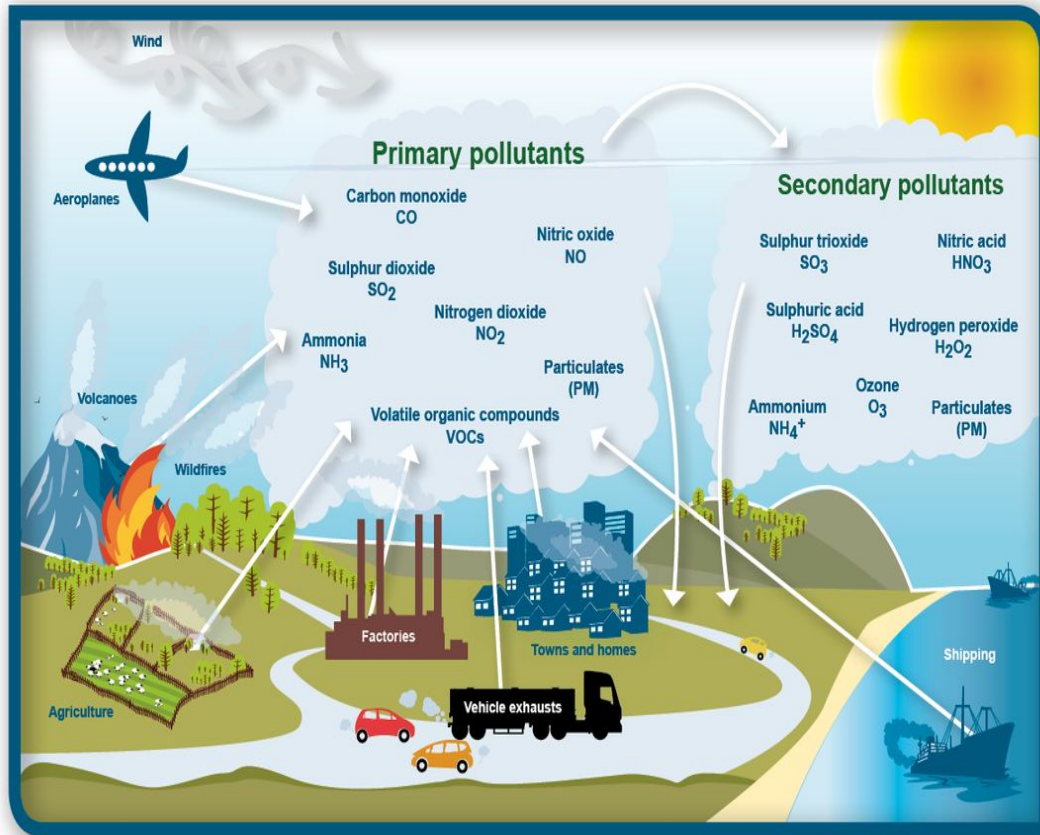 Wind
Aeroplanes
Primary pollutants
Carbon monoxide
CO
Nitric oxide
NO
Sulphur dioxide
SO₂
Nitrogen dioxide
NO₂
Ammonia
NH₃
Particulates
(PM)
Volatile organic compounds
VOCs
Secondary pollutants
Sulphur trioxide
SO₃
Nitric acid
HNO₃
Sulphuric acid
H₂SO₄
Hydrogen peroxide
H₂O₂
Ozone
O₃
Ammonium
NH₄⁺
Particulates
(PM)
Volcanoes
Wildfires
Agriculture
Factories
Towns and homes
Vehicle exhausts
Shipping